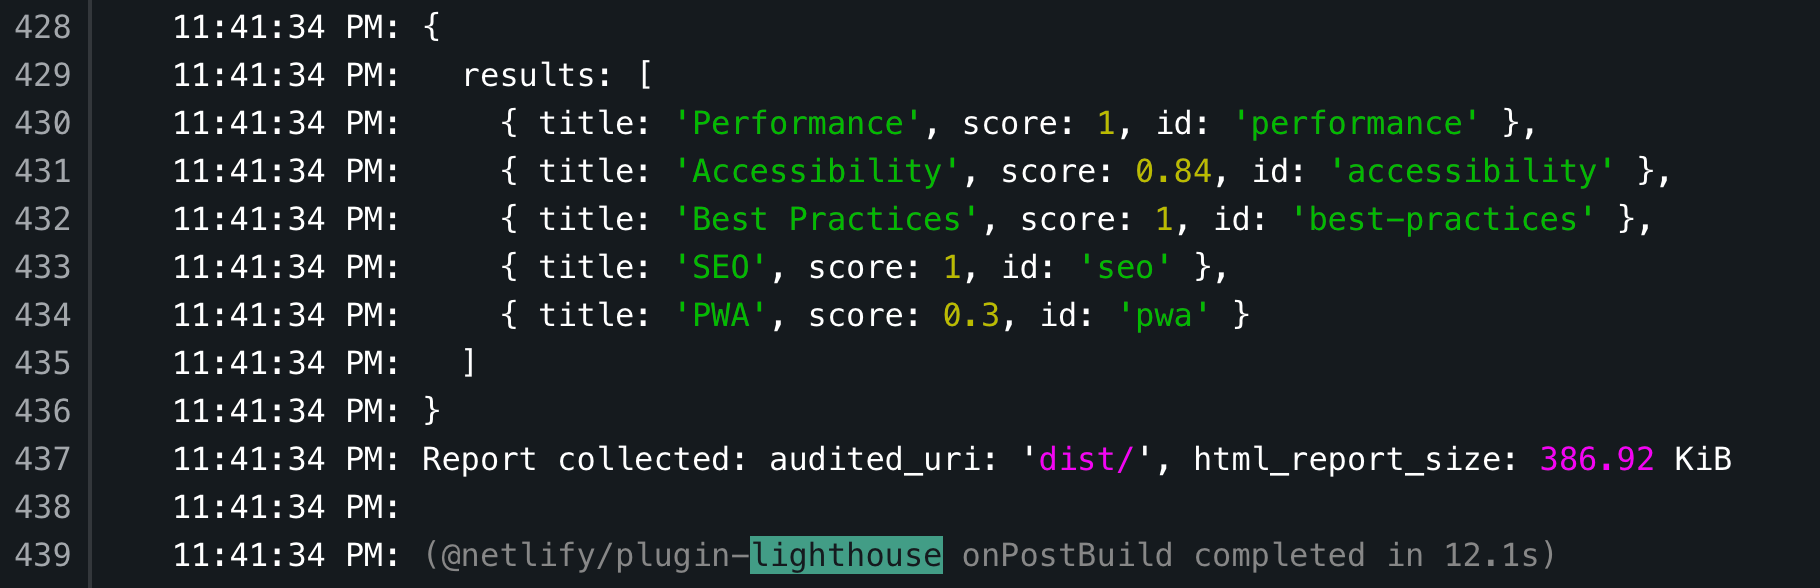 428 11:41:34 PM: {
429 11:41:34 PM:   results: [
430 11:41:34 PM:     { title: 'Performance', score: 1, id: 'performance' },
431 11:41:34 PM:     { title: 'Accessibility', score: 0.84, id: 'accessibility' },
432 11:41:34 PM:     { title: 'Best Practices', score: 1, id: 'best-practices' },
433 11:41:34 PM:     { title: 'SEO', score: 1, id: 'seo' },
434 11:41:34 PM:     { title: 'PWA', score: 0.3, id: 'pwa' }
435 11:41:34 PM:   ]
436 11:41:34 PM: }
437 11:41:34 PM: Report collected: audited_uri: 'dist/', html_report_size: 386.92 KiB
438 11:41:34 PM:
439 11:41:34 PM: (@netlify/plugin-lighthouse onPostBuild completed in 12.1s)